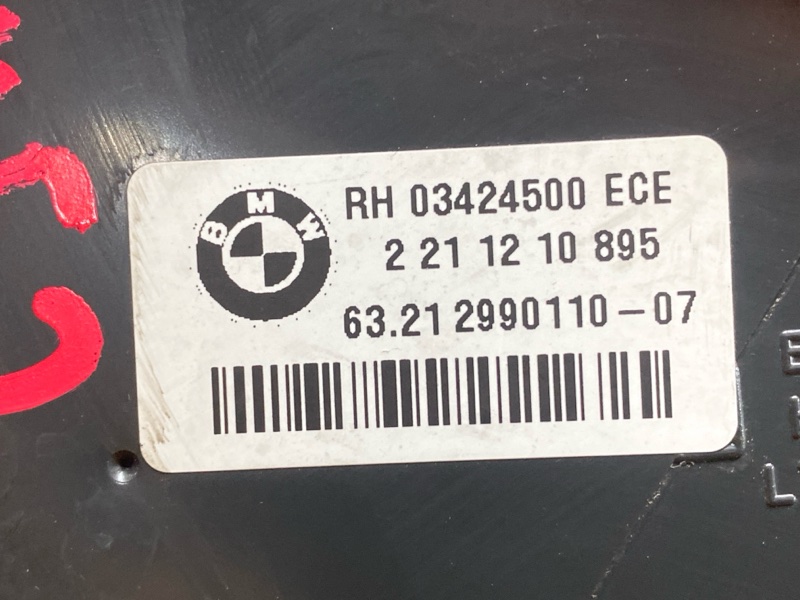 BMW
RH 03424500 ECE
2 21 12 10 895
63.21 2990110-07